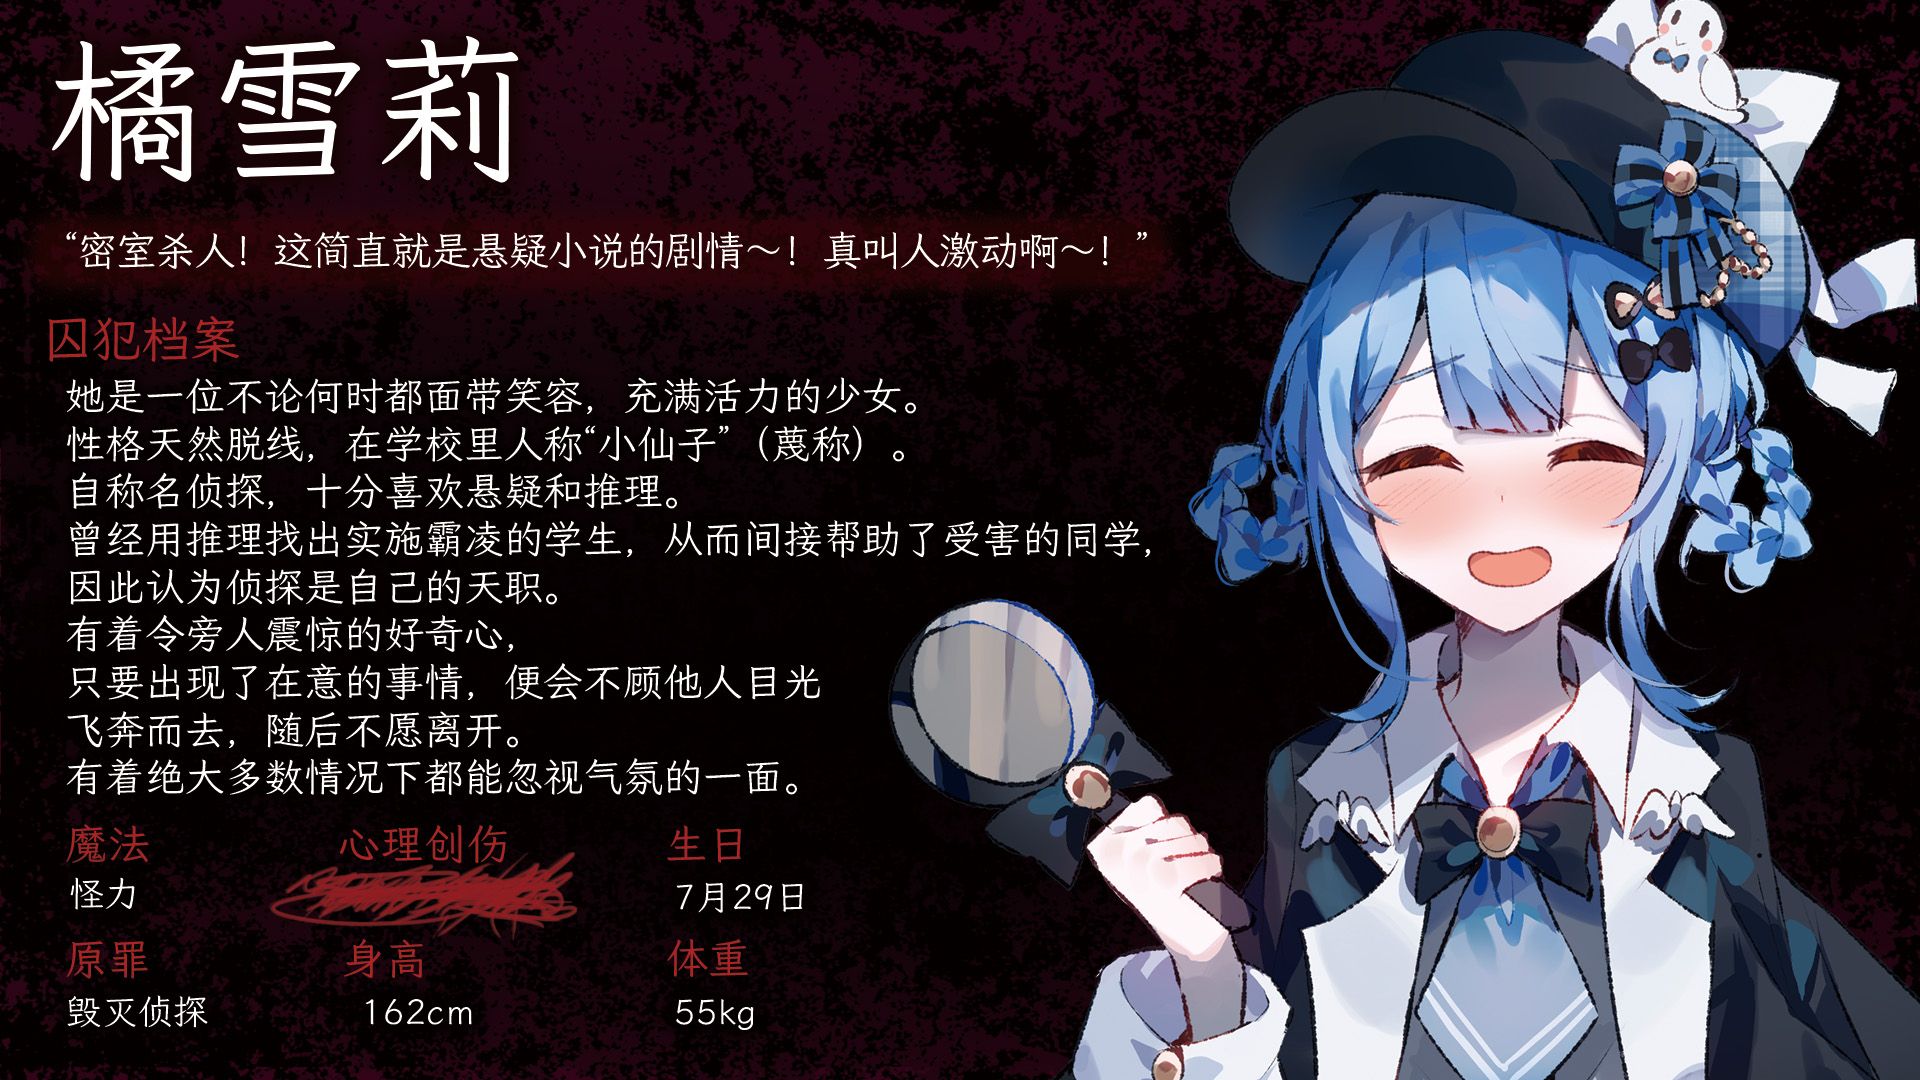 橘雪莉
“密室杀人！这简直就是悬疑小说的剧情～！真叫人激动啊～！”
囚犯档案
她是一位不论何时都面带笑容，充满活力的少女。
性格天然脱线，在学校里人称“小仙子”（蔑称）。
自称名侦探，十分喜欢悬疑和推理。
曾经用推理找出实施霸凌的学生，从而间接帮助了受害的同学，
因此认为侦探是自己的天职。
有着令旁人震惊的好奇心，
只要出现了在意的事情，便会不顾他人目光
飞奔而去，随后不愿离开。
有着绝大多数情况下都能忽视气氛的一面。
魔法 心理创伤 生日
怪力 7月29日
原罪 身高 体重
毁灭侦探 162cm 55kg